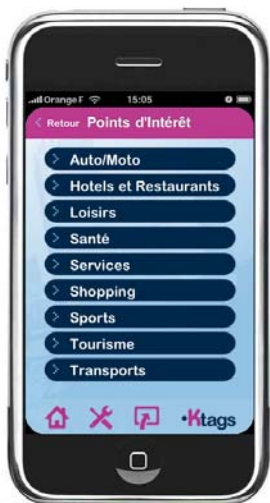 Orange F 15:05
< Retour Points d'Intérêt
> Auto/Moto
> Hotels et Restaurants
> Loisirs
> Santé
> Services
> Shopping
> Sports
> Tourisme
> Transports
•Ktags